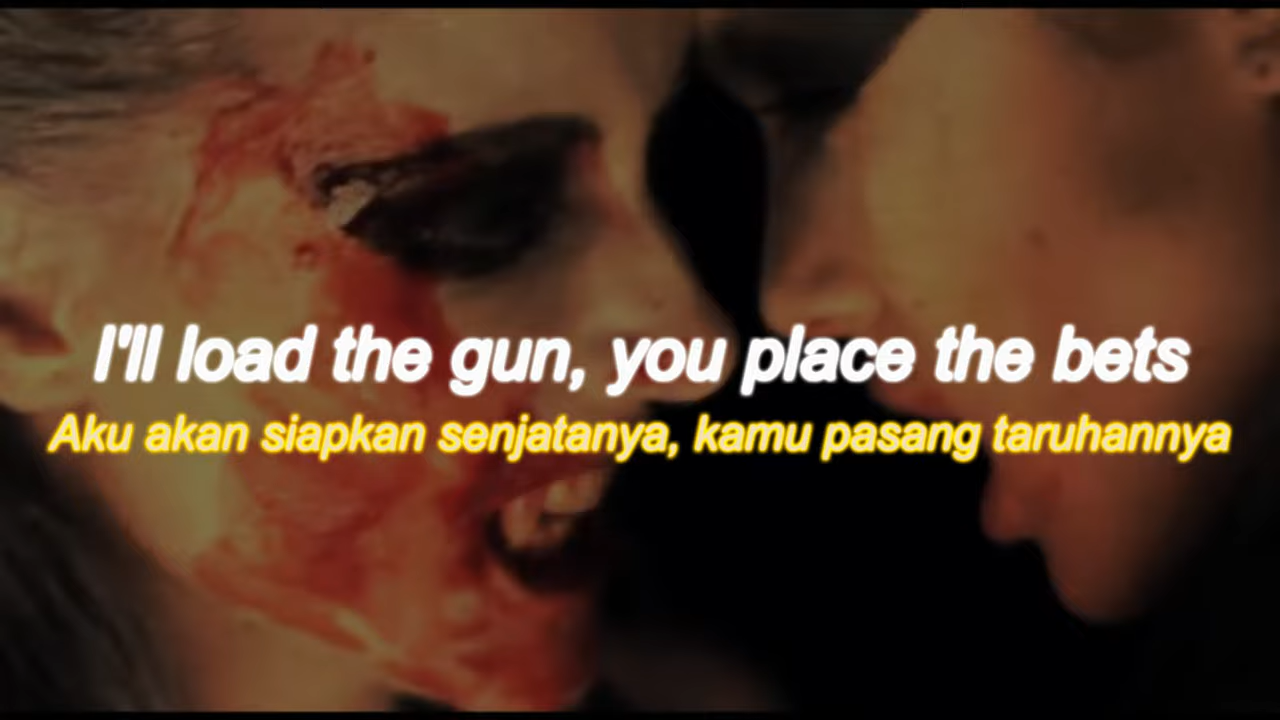 I'll load the gun, you place the bets
Aku akan siapkan senjatanya, kamu pasang taruhannya